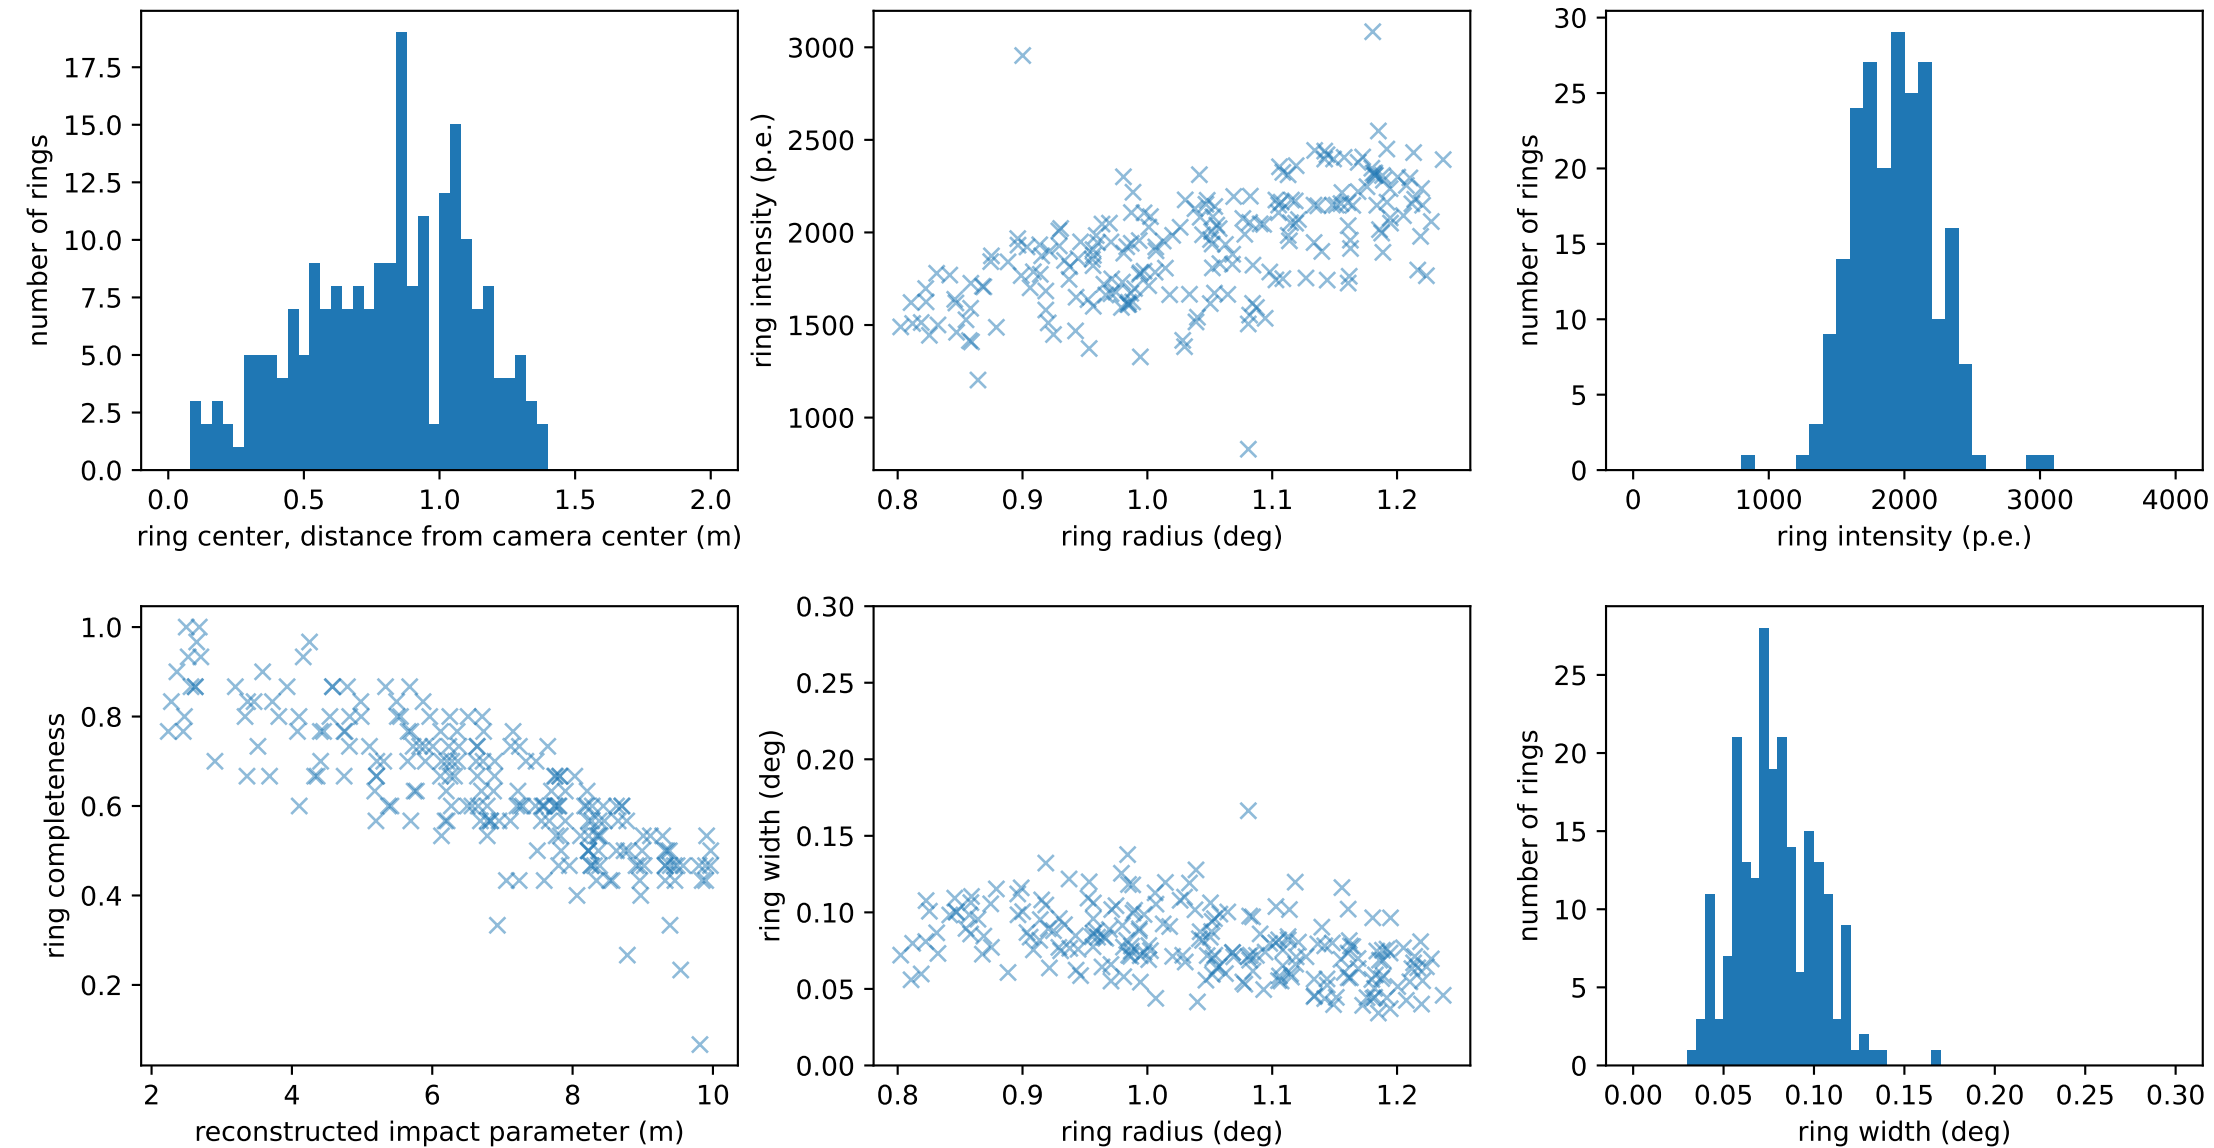 17.5
15.0
12.5
10.0
7.5
5.0
2.5
0.0
number of rings
0.0 0.5 1.0 1.5 2.0
ring center, distance from camera center (m)
3000
2500
2000
1500
1000
ring intensity (p.e.)
0.8 0.9 1.0 1.1 1.2
ring radius (deg)
30
25
20
15
10
5
0
number of rings
0 1000 2000 3000 4000
ring intensity (p.e.)
1.0
0.8
0.6
0.4
0.2
ring completeness
2 4 6 8 10
reconstructed impact parameter (m)
0.30
0.25
0.20
0.15
0.10
0.05
0.00
ring width (deg)
0.8 0.9 1.0 1.1 1.2
ring radius (deg)
25
20
15
10
5
0
number of rings
0.00 0.05 0.10 0.15 0.20 0.25 0.30
ring width (deg)